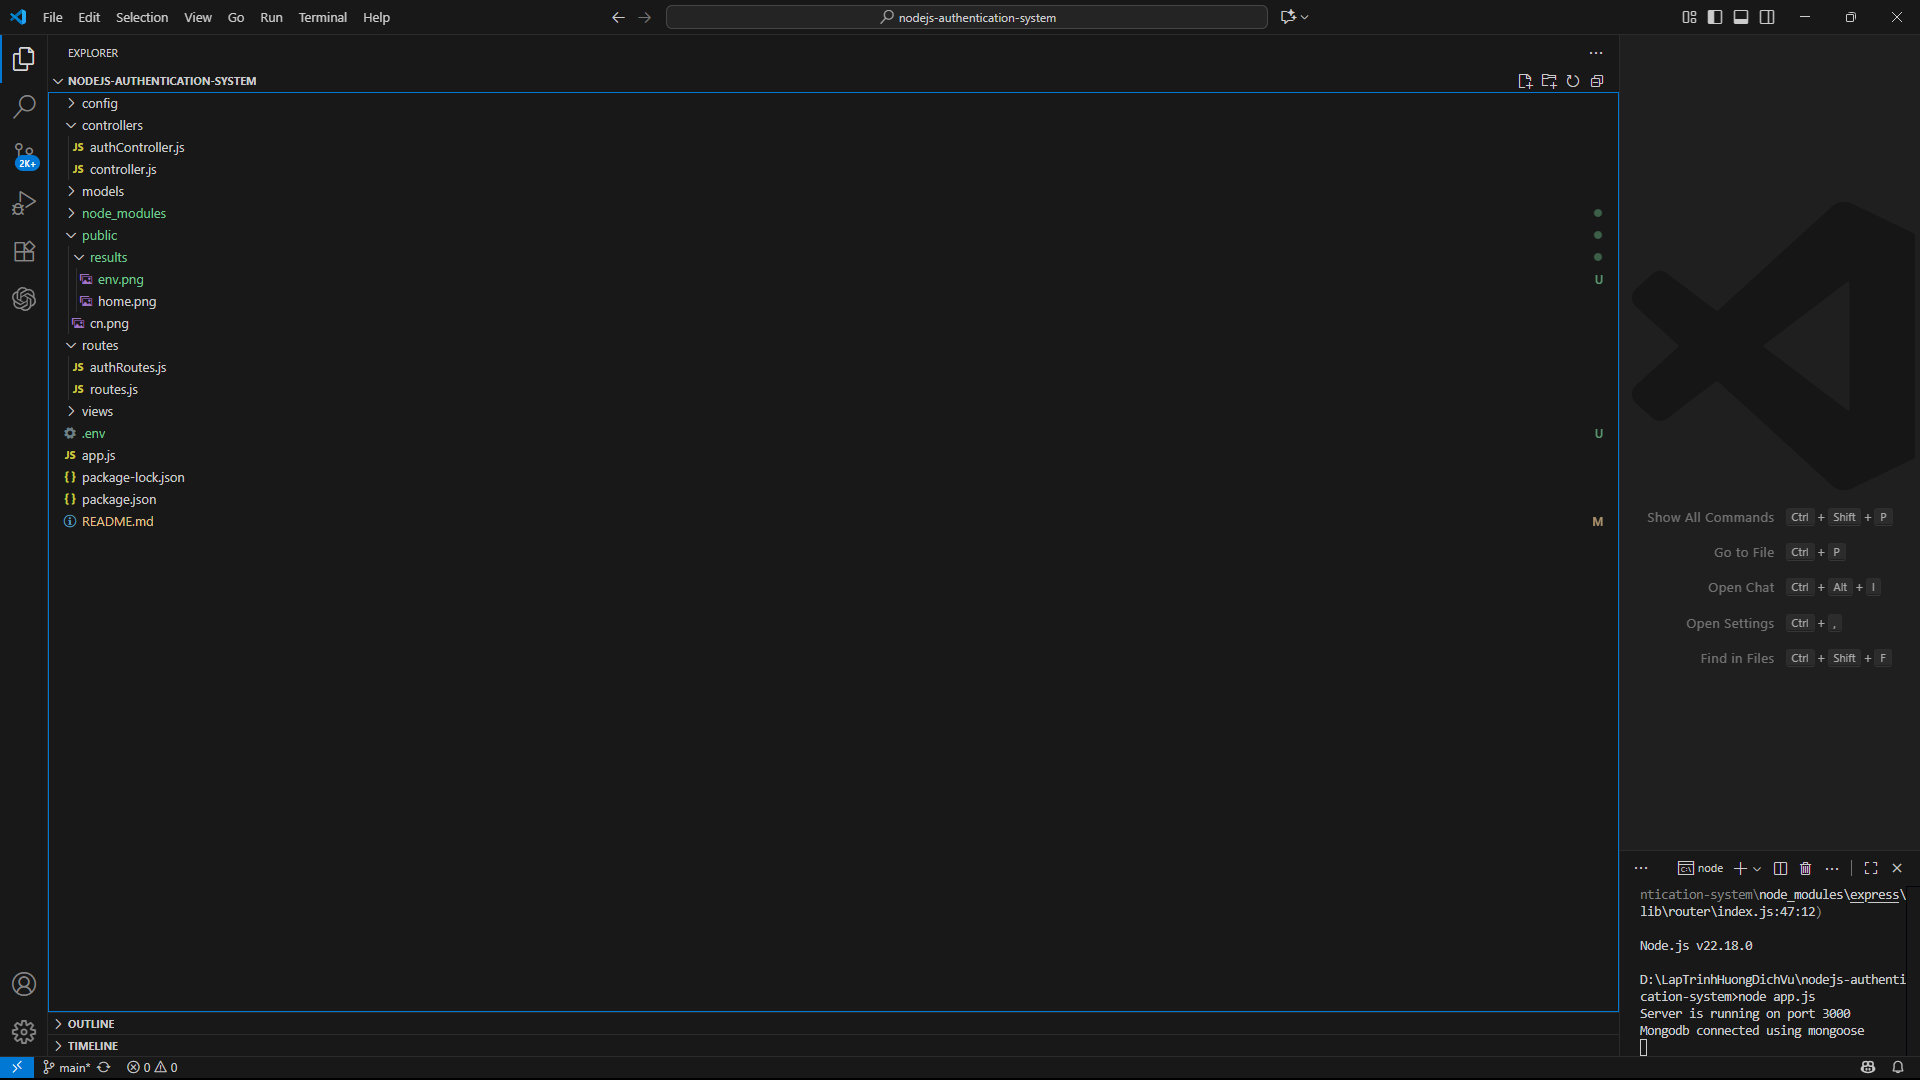 File Edit Selection View Go Run Terminal Help
nodejs-authentication-system
EXPLORER
NODEJS-AUTHENTICATION-SYSTEM
config
controllers
JS authController.js
JS controller.js
models
node_modules
public
results
env.png U
home.png
cn.png
routes
JS authRoutes.js
JS routes.js
views
.env U
JS app.js
{} package-lock.json
{} package.json
README.md M
OUTLINE
TIMELINE
2K+
main* 0 0
Show All Commands Ctrl + Shift + P
Go to File Ctrl + P
Open Chat Ctrl + Alt + I
Open Settings Ctrl + ,
Find in Files Ctrl + Shift + F
node
ntication-system\node_modules\express\
lib\router\index.js:47:12)
Node.js v22.18.0
D:\LapTrinhHuongDichVu\nodejs-authenti
cation-system>node app.js
Server is running on port 3000
Mongodb connected using mongoose